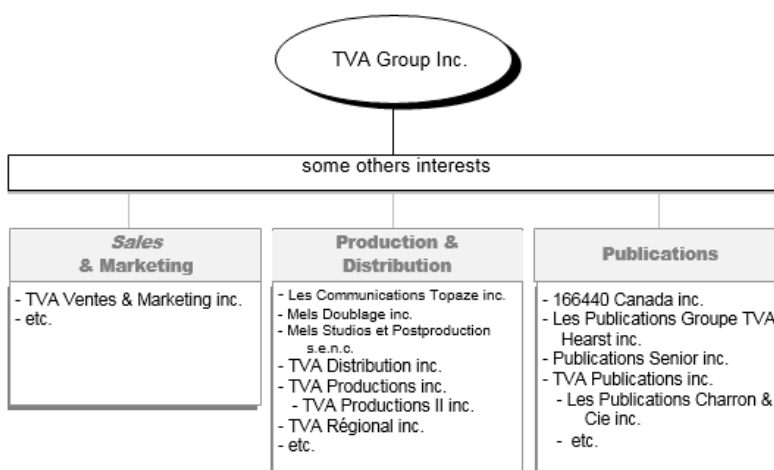 TVA Group Inc.
some others interests
Sales
& Marketing
- TVA Ventes & Marketing inc.
- etc.
Production &
Distribution
- Les Communications Topaze inc.
- Mels Doublage inc.
- Mels Studios et Postproduction
s.e.n.c.
- TVA Distribution inc.
- TVA Productions inc.
- TVA Productions II inc.
- TVA Régional inc.
- etc.
Publications
- 166440 Canada inc.
- Les Publications Groupe TVA
Hearst inc.
- Publications Senior inc.
- TVA Publications inc.
- Les Publications Charron &
Cie inc.
- etc.